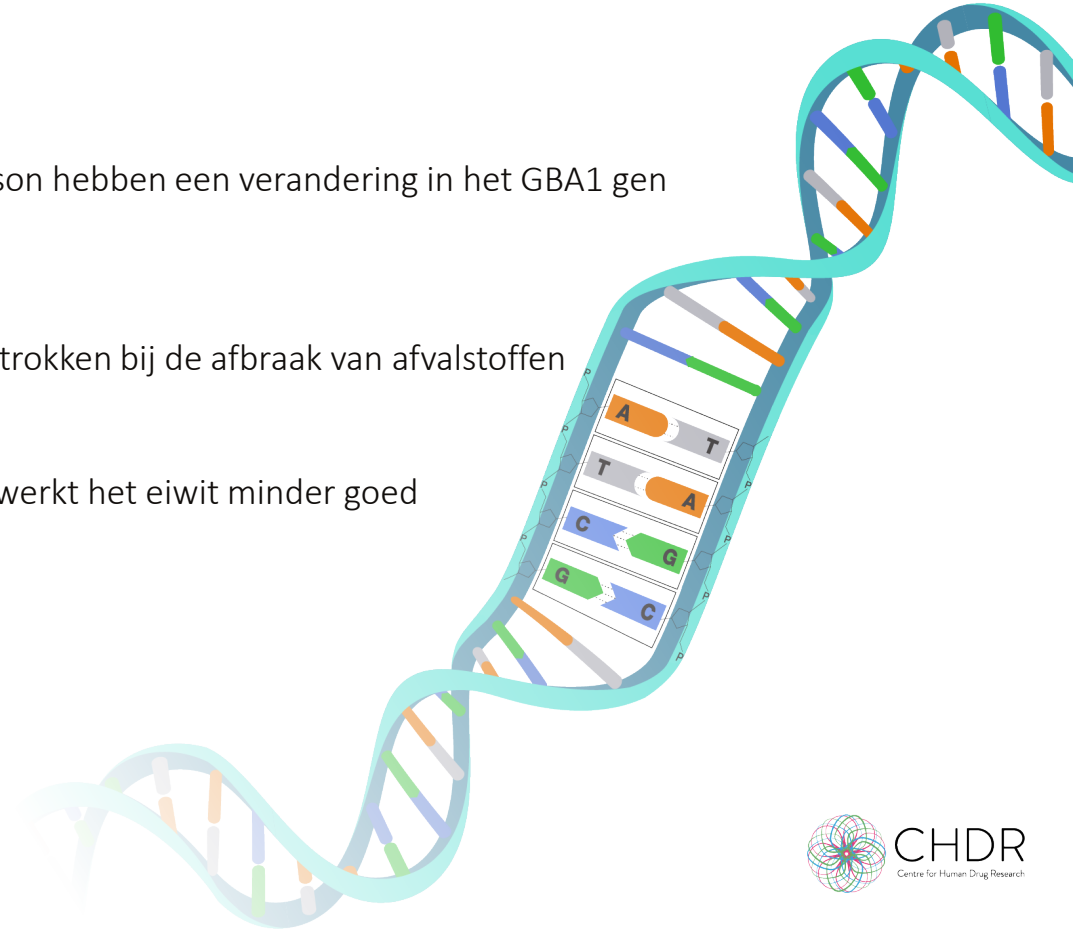 son hebben een verandering in het GBA1 gen
trokken bij de afbraak van afvalstoffen
werkt het eiwit minder goed
P
A T
P
T A
P
P
C G
P
P
G C
P
P
CHDR
Centre for Human Drug Research